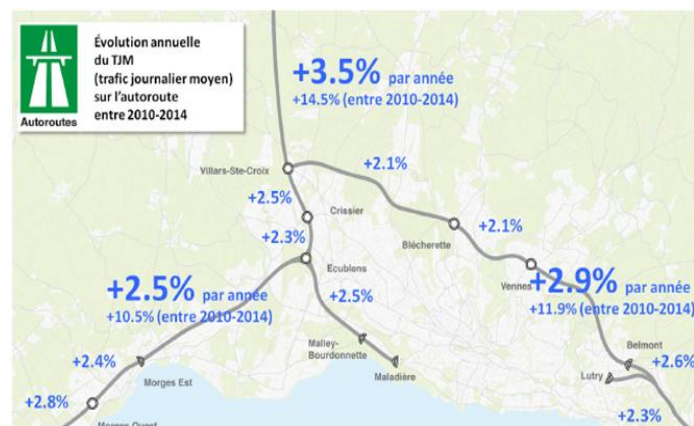 Évolution annuelle
du TJM
(trafic journalier moyen)
sur l'autoroute
entre 2010-2014
Autoroutes
+3.5% par année
+14.5% (entre 2010-2014)
Villars-Ste-Croix
+2.1%
+2.5%
Crissier
+2.3%
Blécherette
+2.1%
Ecublens
Vennes
+2.9% par année
+11.9% (entre 2010-2014)
+2.5% par année
+10.5% (entre 2010-2014)
+2.5%
Malley-
Bourdonnette
Maladière
Belmont
+2.6%
Lutry
+2.4%
Morges Est
+2.8%
+2.3%
Morges Ouest